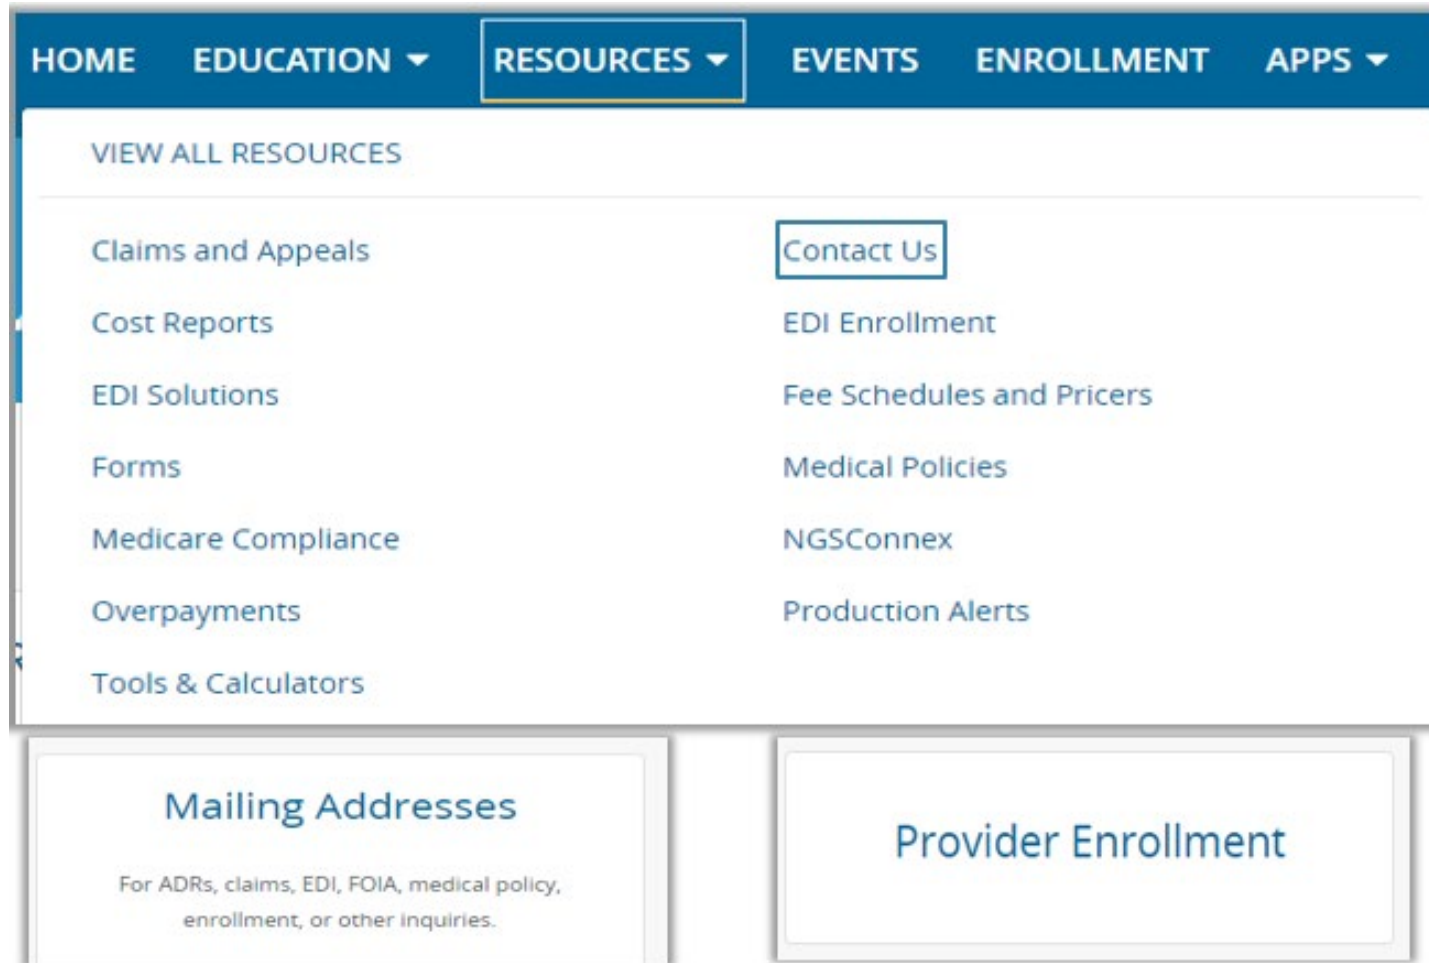 HOME EDUCATION RESOURCES EVENTS ENROLLMENT APPS
VIEW ALL RESOURCES
Claims and Appeals
Contact Us
Cost Reports
EDI Enrollment
EDI Solutions
Fee Schedules and Pricers
Forms
Medical Policies
Medicare Compliance
NGSConnex
Overpayments
Production Alerts
Tools & Calculators
Mailing Addresses
For ADRs, claims, EDI, FOIA, medical policy,
enrollment, or other inquiries.
Provider Enrollment